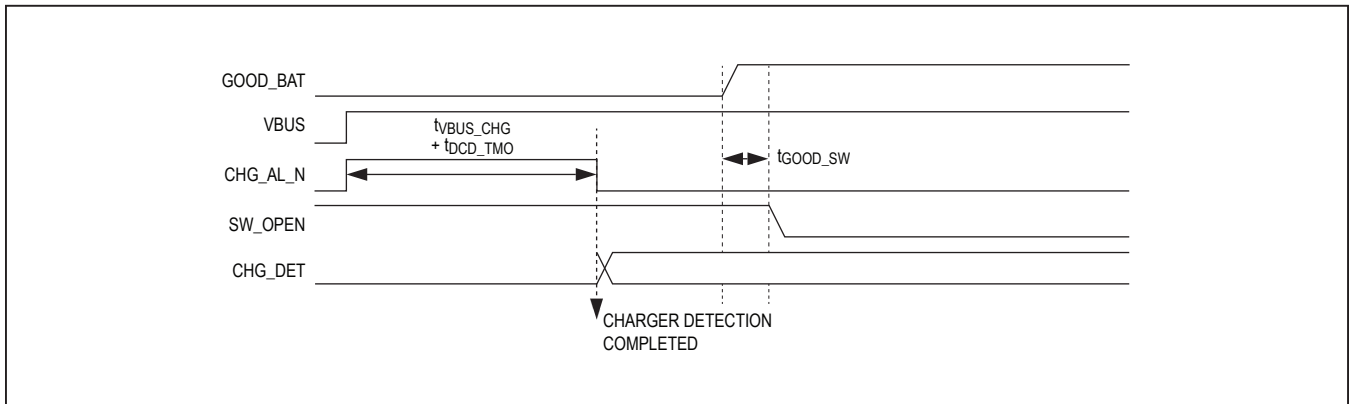 GOOD_BAT
VBUS
tVBUS_CHG
+ tDCD_TMO
tGOOD_SW
CHG_AL_N
SW_OPEN
CHG_DET
CHARGER DETECTION
COMPLETED